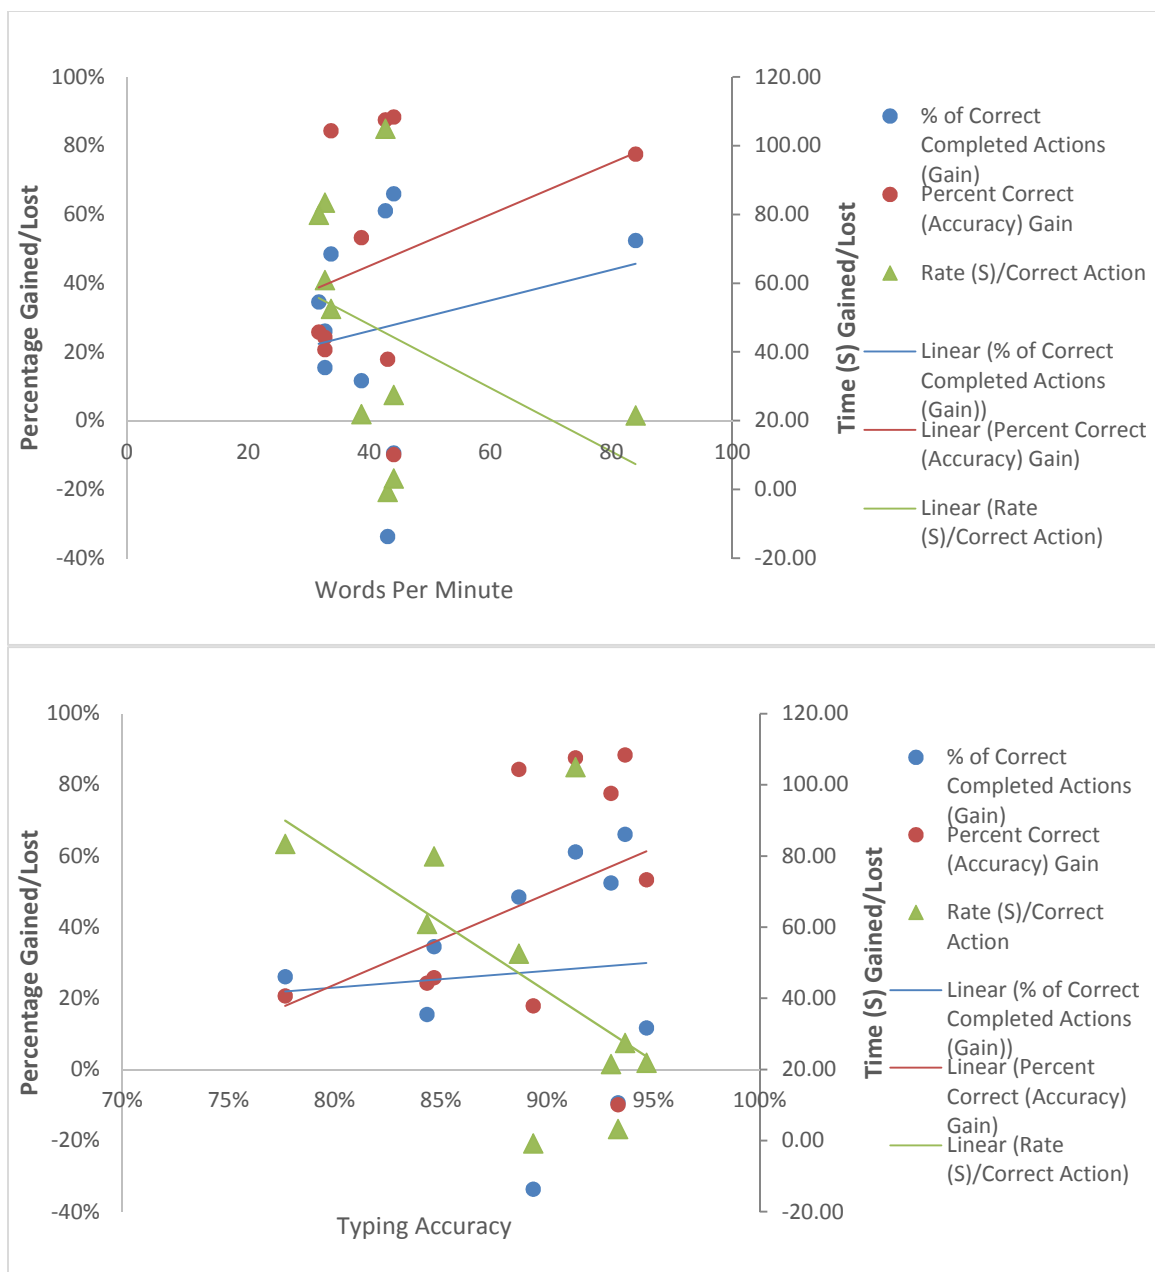 100%
80%
60%
40%
20%
0%
-20%
-40%
Percentage Gained/Lost
0
20
40
60
80
100
Words Per Minute
120.00
100.00
80.00
60.00
40.00
20.00
0.00
-20.00
Time (S) Gained/Lost
% of Correct
Completed Actions
(Gain)
Percent Correct
(Accuracy) Gain
Rate (S)/Correct Action
Linear (% of Correct
Completed Actions
(Gain))
Linear (Percent Correct
(Accuracy) Gain)
Linear (Rate
(S)/Correct Action)
100%
80%
60%
40%
20%
0%
-20%
-40%
Percentage Gained/Lost
70%
75%
80%
85%
90%
95%
100%
Typing Accuracy
120.00
100.00
80.00
60.00
40.00
20.00
0.00
-20.00
Time (S) Gained/Lost
% of Correct
Completed Actions
(Gain)
Percent Correct
(Accuracy) Gain
Rate (S)/Correct
Action
Linear (% of Correct
Completed Actions
(Gain))
Linear (Percent
Correct (Accuracy)
Gain)
Linear (Rate
(S)/Correct Action)